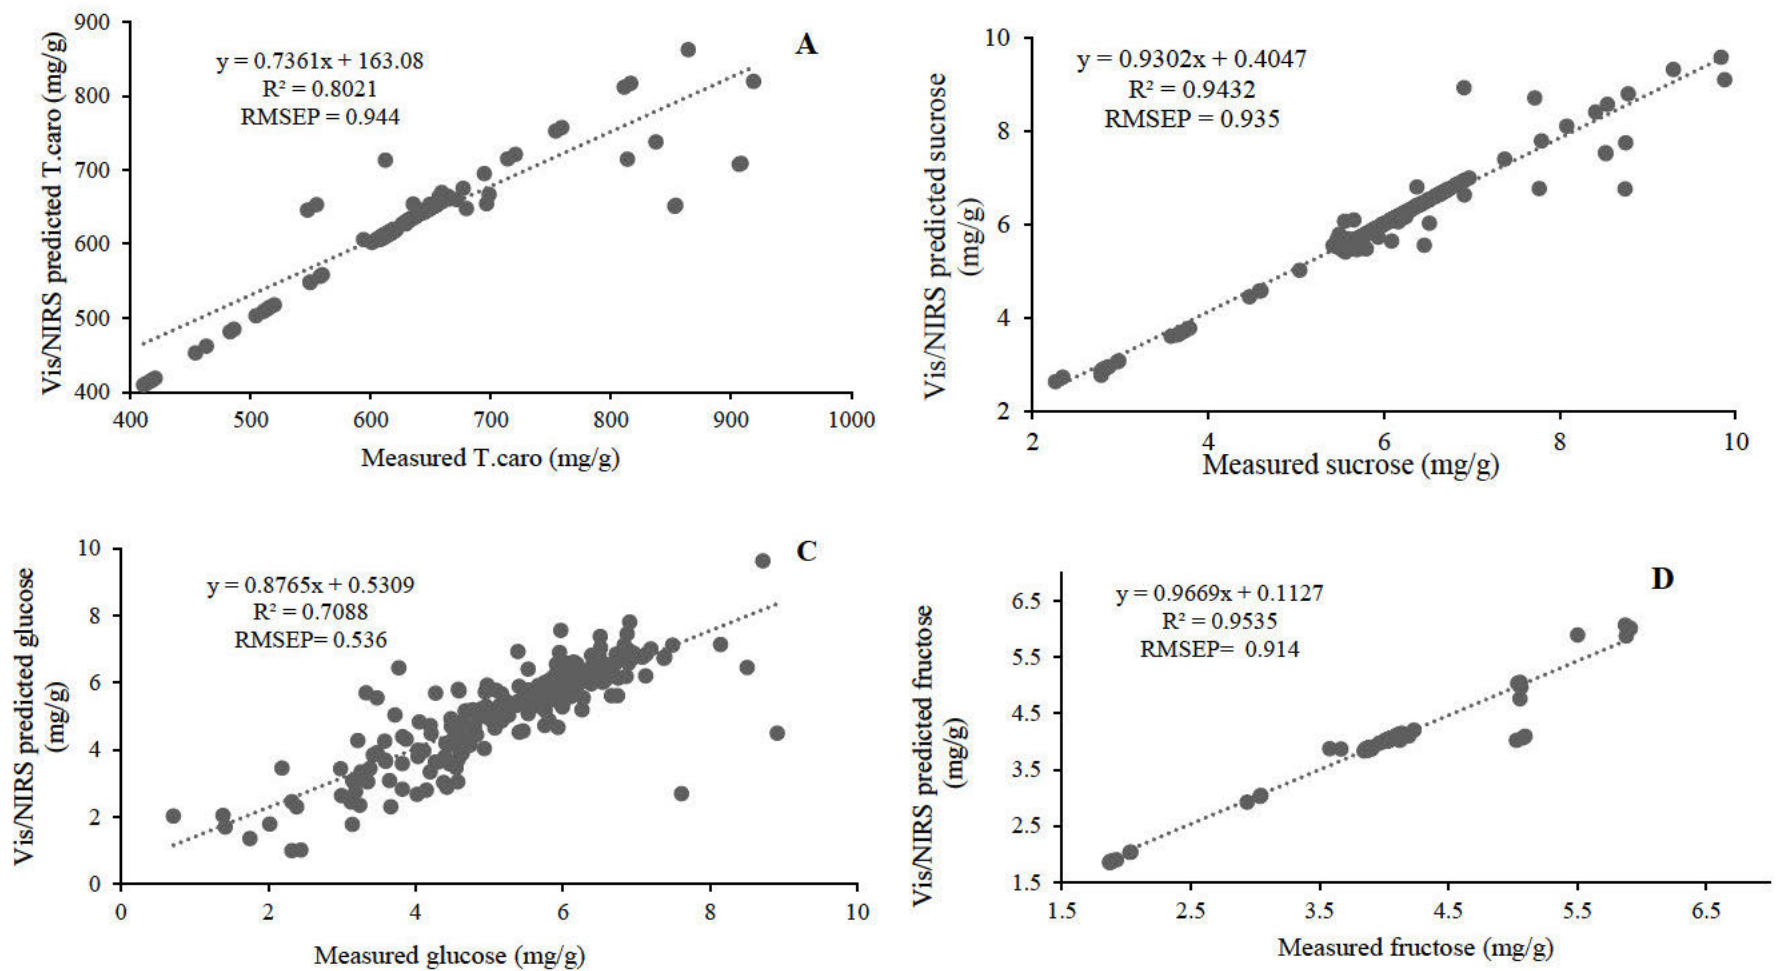 Vis/NIRS predicted T.caro (mg/g)
900
800
700
600
500
400
y = 0.7361x + 163.08
R² = 0.8021
RMSEP = 0.944
A
400 500 600 700 800 900 1000
Measured T.caro (mg/g)
Vis/NIRS predicted sucrose
(mg/g)
10
8
6
4
2
y = 0.9302x + 0.4047
R² = 0.9432
RMSEP = 0.935
2 4 6 8 10
Measured sucrose (mg/g)
Vis/NIRS predicted glucose
(mg/g)
10
8
6
4
2
0
y = 0.8765x + 0.5309
R² = 0.7088
RMSEP= 0.536
C
0 2 4 6 8 10
Measured glucose (mg/g)
Vis/NIRS predicted fructose
(mg/g)
6.5
5.5
4.5
3.5
2.5
1.5
y = 0.9669x + 0.1127
R² = 0.9535
RMSEP= 0.914
D
1.5 2.5 3.5 4.5 5.5 6.5
Measured fructose (mg/g)